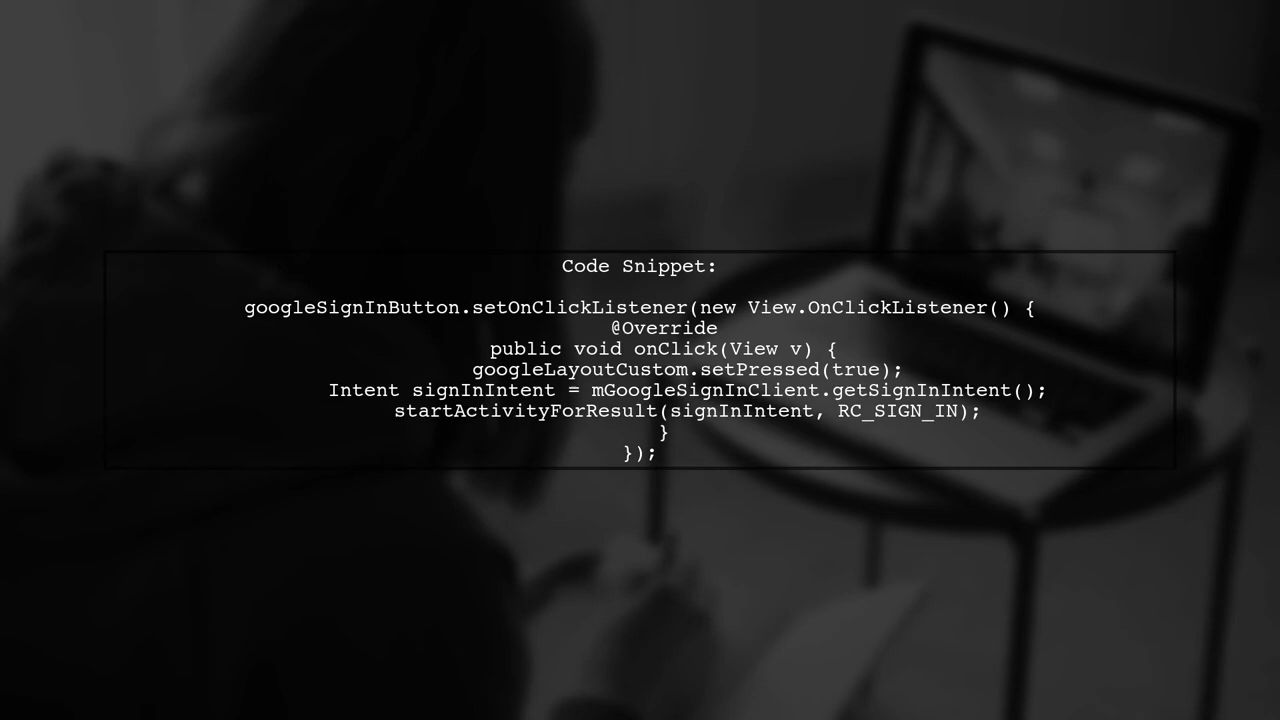 Code Snippet:
googleSignInButton.setOnClickListener(new View.OnClickListener() {
@Override
public void onClick(View v) {
googleLayoutCustom.setPressed(true);
Intent signInIntent = mGoogleSignInClient.getSignInIntent();
startActivityForResult(signInIntent, RC_SIGN_IN);
}
});